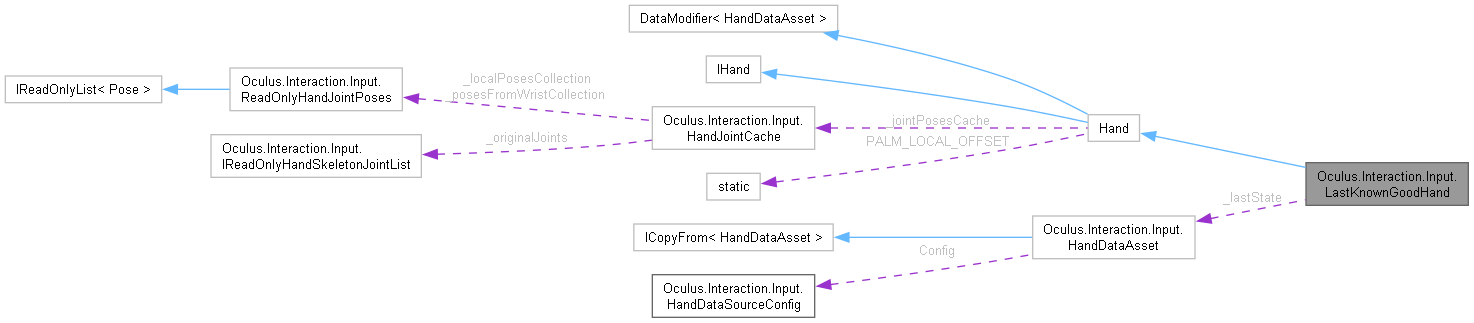 DataModifier< HandDataAsset >
IHand
IReadOnlyList< Pose >
Oculus.Interaction.Input.
ReadOnlyHandJointPoses
_localPosesCollection
_posesFromWristCollection
Oculus.Interaction.Input.
HandJointCache
_jointPosesCache
PALM_LOCAL_OFFSET
Hand
_originalJoints
Oculus.Interaction.Input.
IReadOnlyHandSkeletonJointList
static
Oculus.Interaction.Input.
LastKnownGoodHand
_lastState
ICopyFrom< HandDataAsset >
Config
Oculus.Interaction.Input.
HandDataAsset
Oculus.Interaction.Input.
HandDataSourceConfig